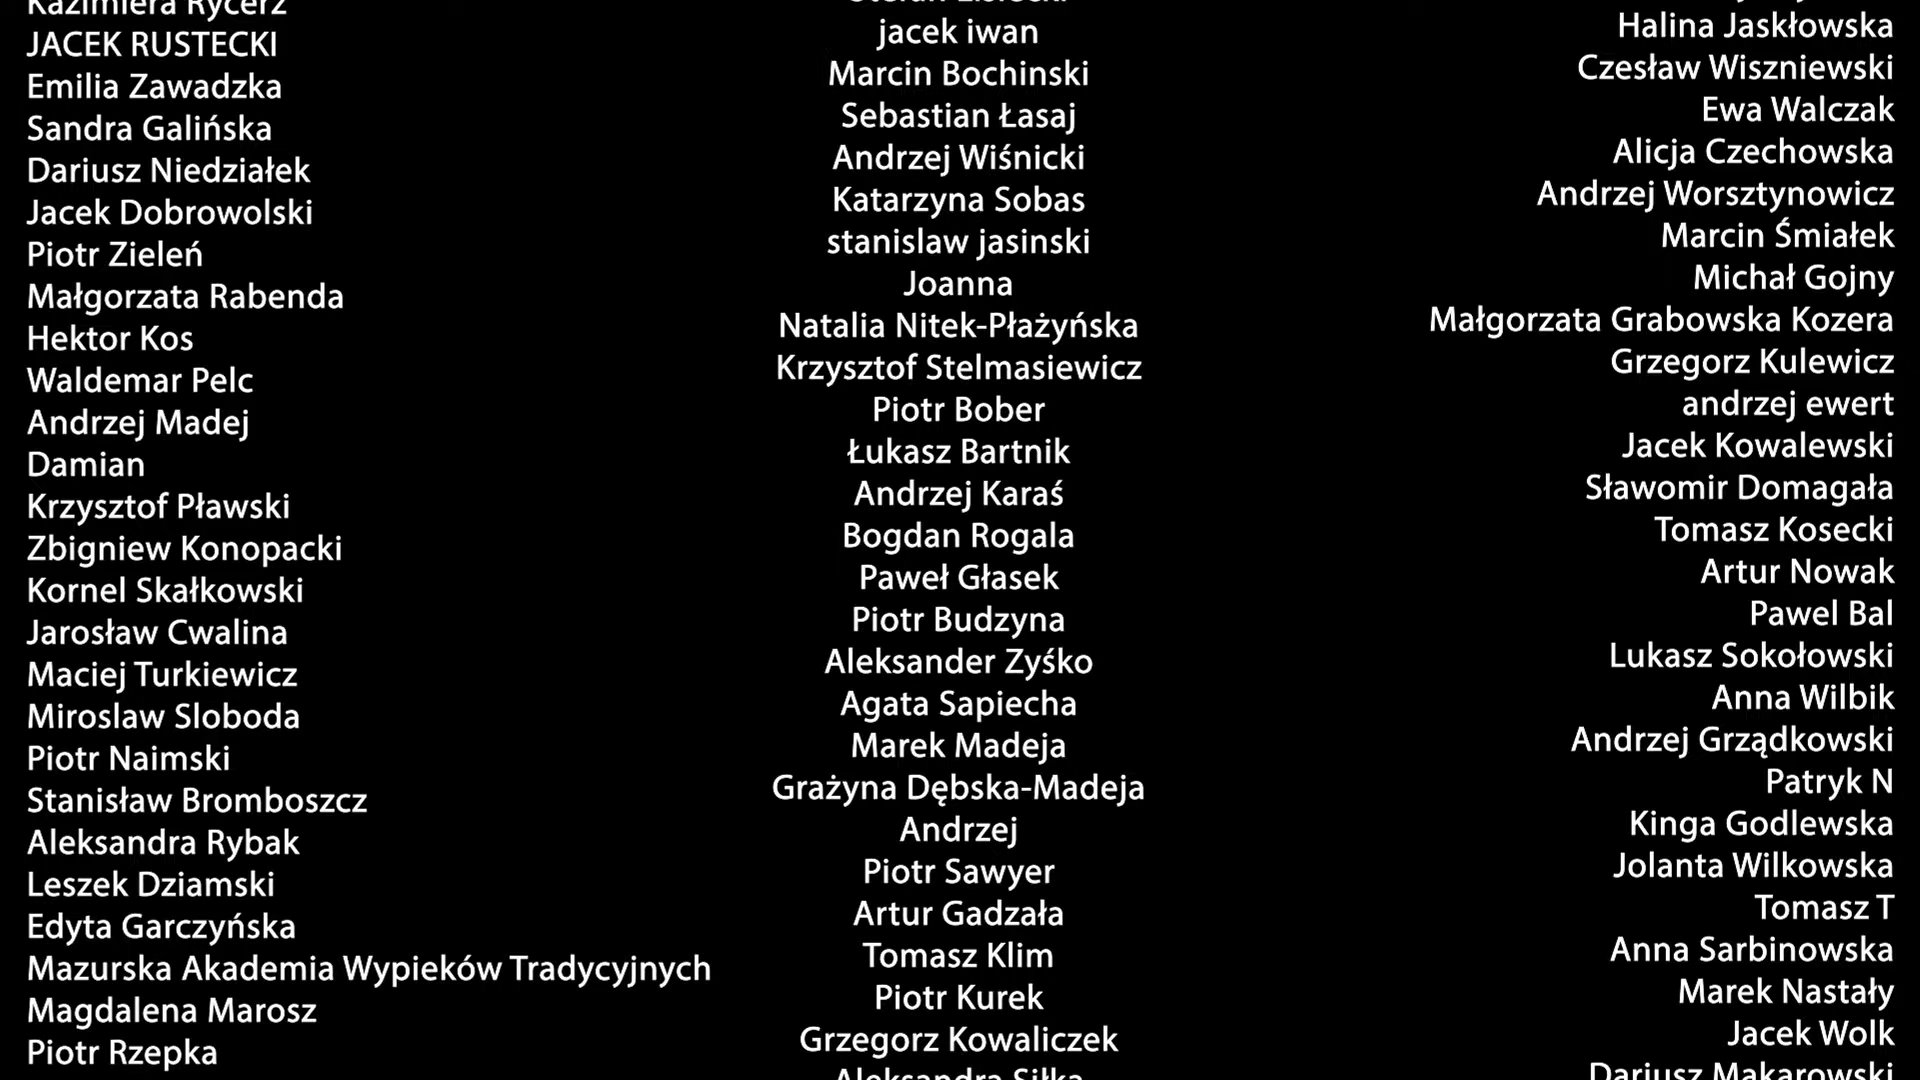 Kazimiera Rycerz
JACEK RUSTECKI
Emilia Zawadzka
Sandra Galińska
Dariusz Niedziałek
Jacek Dobrowolski
Piotr Zieleń
Małgorzata Rabenda
Hektor Kos
Waldemar Pelc
Andrzej Madej
Damian
Krzysztof Pławski
Zbigniew Konopacki
Kornel Skałkowski
Jarosław Cwalina
Maciej Turkiewicz
Miroslaw Sloboda
Piotr Naimski
Stanisław Bromboszcz
Aleksandra Rybak
Leszek Dziamski
Edyta Garczyńska
Mazurska Akademia Wypieków Tradycyjnych
Magdalena Marosz
Piotr Rzepka
jacek iwan
Marcin Bochinski
Sebastian Łasaj
Andrzej Wiśnicki
Katarzyna Sobas
stanislaw jasinski
Joanna
Natalia Nitek-Płażyńska
Krzysztof Stelmasiewicz
Piotr Bober
Łukasz Bartnik
Andrzej Karaś
Bogdan Rogala
Paweł Głasek
Piotr Budzyna
Aleksander Zyśko
Agata Sapiecha
Marek Madeja
Grażyna Dębska-Madeja
Andrzej
Piotr Sawyer
Artur Gadzała
Tomasz Klim
Piotr Kurek
Grzegorz Kowaliczek
Aleksandra Siłka
Halina Jaskłowska
Czesław Wiszniewski
Ewa Walczak
Alicja Czechowska
Andrzej Worsztynowicz
Marcin Śmiałek
Michał Gojny
Małgorzata Grabowska Kozera
Grzegorz Kulewicz
andrzej ewert
Jacek Kowalewski
Sławomir Domagała
Tomasz Kosecki
Artur Nowak
Pawel Bal
Lukasz Sokołowski
Anna Wilbik
Andrzej Grządkowski
Patryk N
Kinga Godlewska
Jolanta Wilkowska
Tomasz T
Anna Sarbinowska
Marek Nastały
Jacek Wolk
Dariusz Makarowski